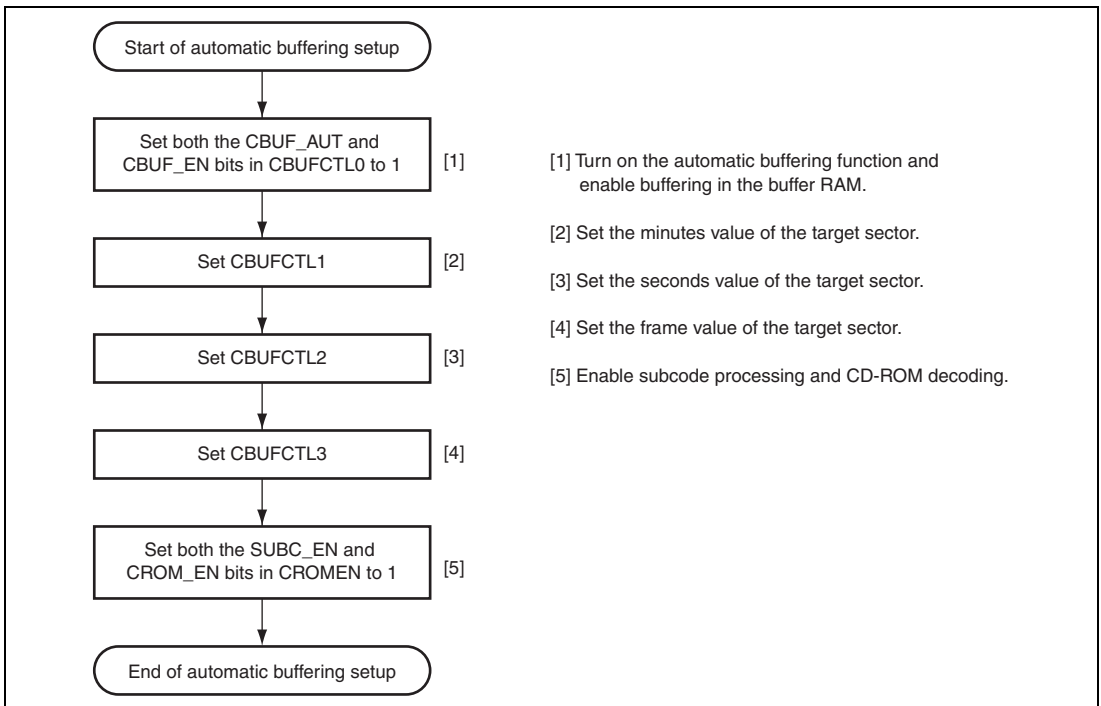 Start of automatic buffering setup
Set both the CBUF_AUT and
CBUF_EN bits in CBUFCTL0 to 1
[1]
Set CBUFCTL1
[2]
Set CBUFCTL2
[3]
Set CBUFCTL3
[4]
Set both the SUBC_EN and
CROM_EN bits in CROMEN to 1
[5]
End of automatic buffering setup
[1] Turn on the automatic buffering function and
enable buffering in the buffer RAM.
[2] Set the minutes value of the target sector.
[3] Set the seconds value of the target sector.
[4] Set the frame value of the target sector.
[5] Enable subcode processing and CD-ROM decoding.